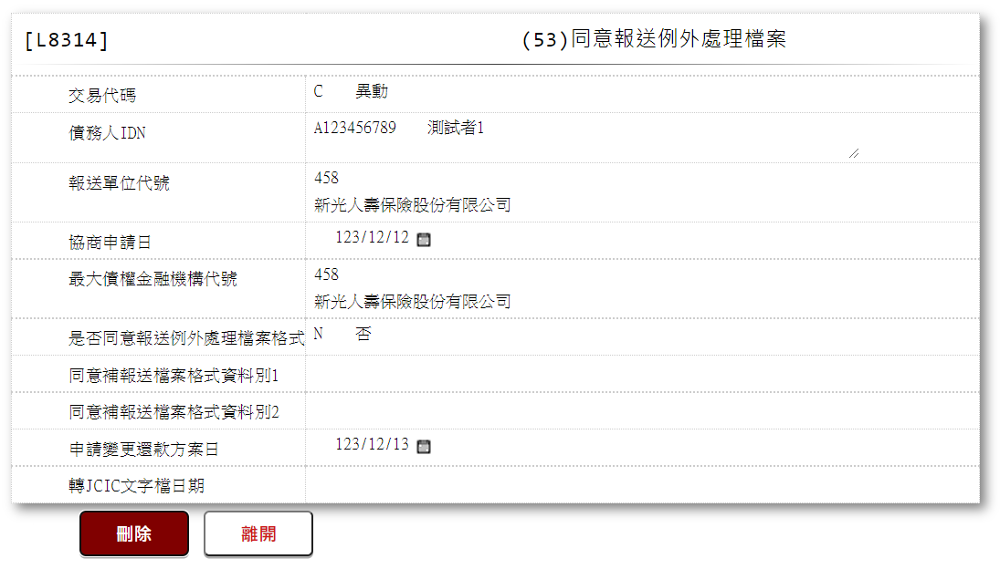 [L8314] (53)同意報送例外處理檔案
交易代碼 C 異動
債務人IDN A123456789 測試者1
報送單位代號 458
新光人壽保險股份有限公司
協商申請日 123/12/12
最大債權金融機構代號 458
新光人壽保險股份有限公司
是否同意報送例外處理檔案格式 N 否
同意補報送檔案格式資料別1
同意補報送檔案格式資料別2
申請變更還款方案日 123/12/13
轉JCIC文字檔日期
刪除 離開